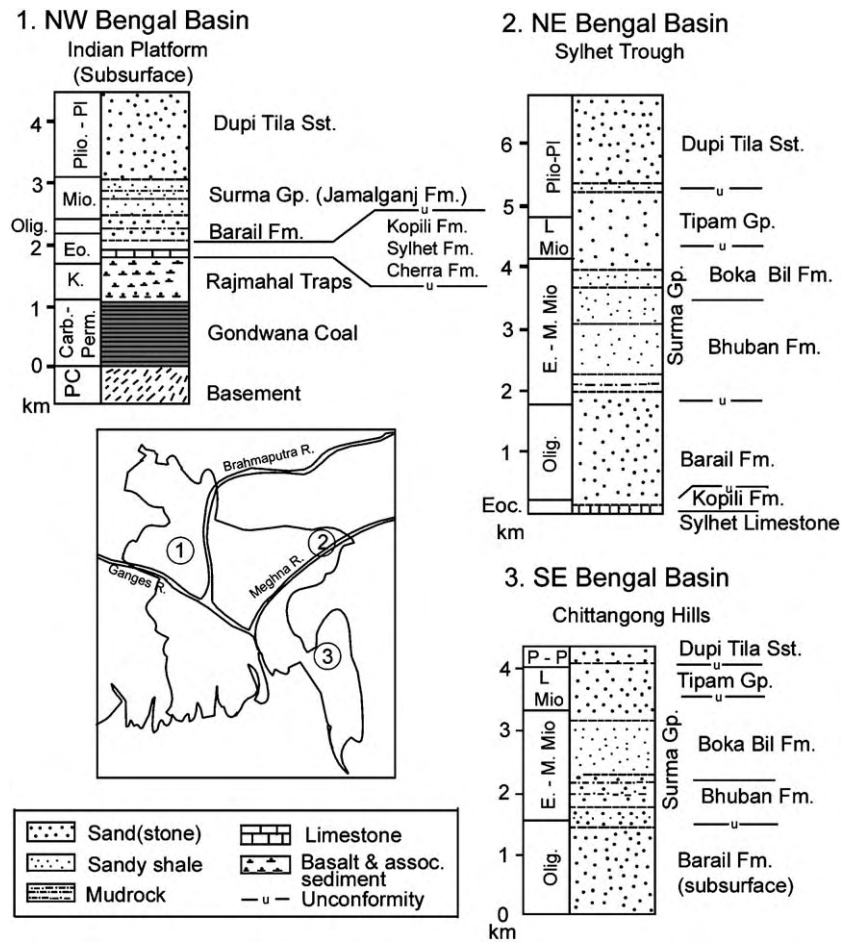 1. NW Bengal Basin
Indian Platform
(Subsurface)
4
3
2
1
0
km
Plio. - Pl
Mio.
Olig.
Eo.
K.
Carb.-
Perm.
PC
Dupi Tila Sst.
Surma Gp. (Jamalganj Fm.)
Barail Fm.
Rajmahal Traps
Gondwana Coal
Basement
u
Kopili Fm.
Sylhet Fm.
Cherra Fm.
u
2. NE Bengal Basin
Sylhet Trough
6
5
4
3
2
1
km
Plio-Pl
L
Mio
E. - M. Mio
Olig.
Eoc.
Dupi Tila Sst.
u
Tipam Gp.
u
Boka Bil Fm.
Surma Gp.
Bhuban Fm.
u
Barail Fm.
u
Kopili Fm.
Sylhet Limestone
Brahmaputra R.
1
2
Ganges R.
Meghna R.
3
3. SE Bengal Basin
Chittangong Hills
4
3
2
1
0
km
P - P
L
Mio
E. - M. Mio
Olig.
Dupi Tila Sst.
u
Tipam Gp.
u
Surma Gp.
Boka Bil Fm.
Bhuban Fm.
u
Barail Fm.
(subsurface)
Sand(stone)
Sandy shale
Mudrock
Limestone
Basalt & assoc.
sediment
u
Unconformity